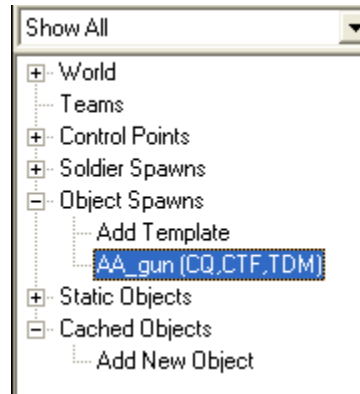 Show All
World
Teams
Control Points
Soldier Spawns
Object Spawns
Add Template
AA_gun (CQ,CTF,TDM)
Static Objects
Cached Objects
Add New Object